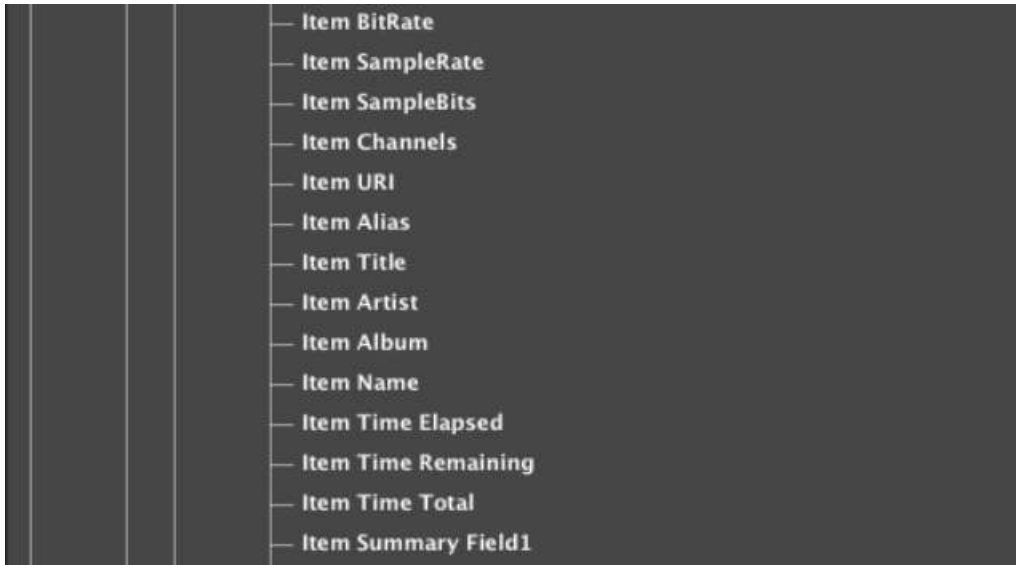 Item BitRate
Item SampleRate
Item SampleBits
Item Channels
Item URI
Item Alias
Item Title
Item Artist
Item Album
Item Name
Item Time Elapsed
Item Time Remaining
Item Time Total
Item Summary Field1